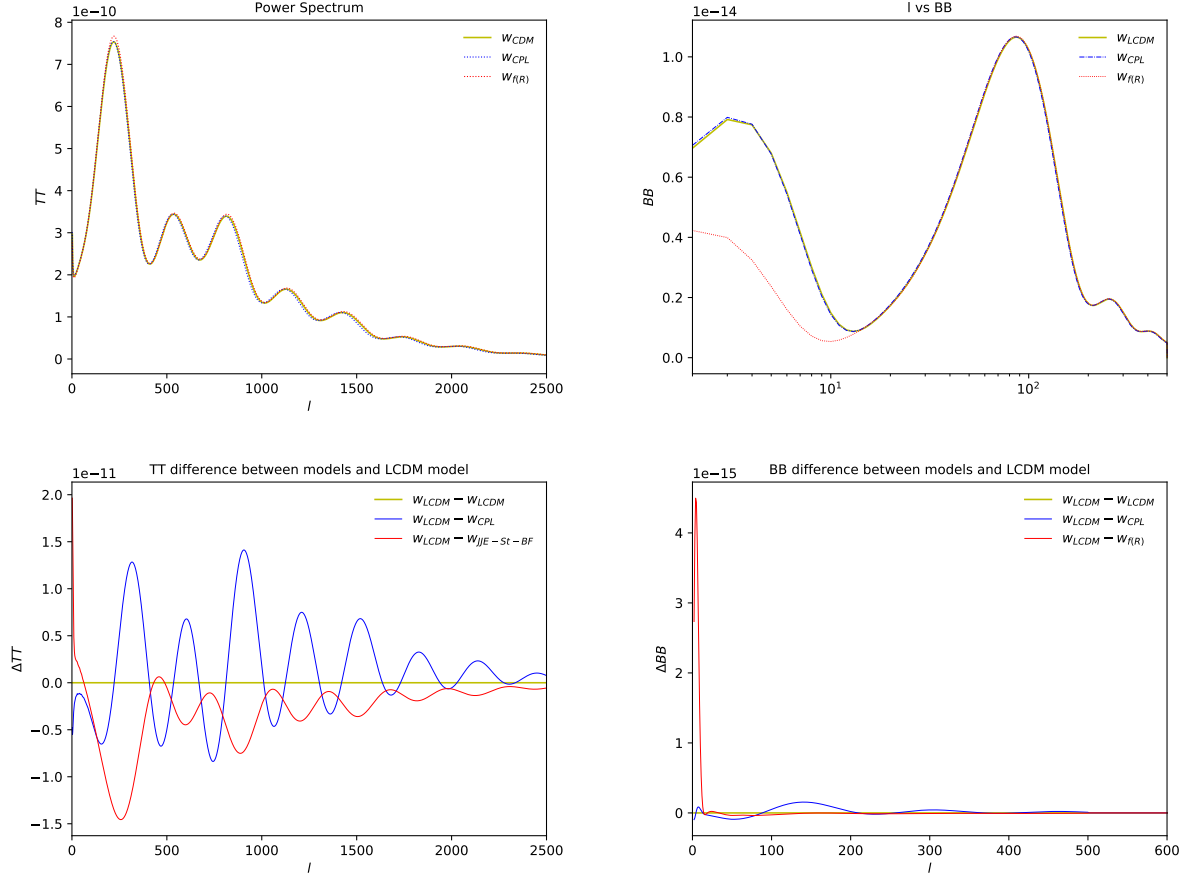 Power Spectrum
1e−10
8
7
6
5
4
3
2
1
0
TT
0 500 1000 1500 2000 2500
l
w_CDM
w_CPL
w_f(R)
l vs BB
1e−14
1.0
0.8
0.6
0.4
0.2
0.0
BB
10^1 10^2
w_LCDM
w_CPL
w_f(R)
TT difference between models and LCDM model
1e−11
2.0
1.5
1.0
0.5
0.0
−0.5
−1.0
−1.5
ΔTT
0 500 1000 1500 2000 2500
l
w_LCDM − w_LCDM
w_LCDM − w_CPL
w_LCDM − w_JJE−St−BF
BB difference between models and LCDM model
1e−15
4
3
2
1
0
ΔBB
0 100 200 300 400 500 600
l
w_LCDM − w_LCDM
w_LCDM − w_CPL
w_LCDM − w_f(R)